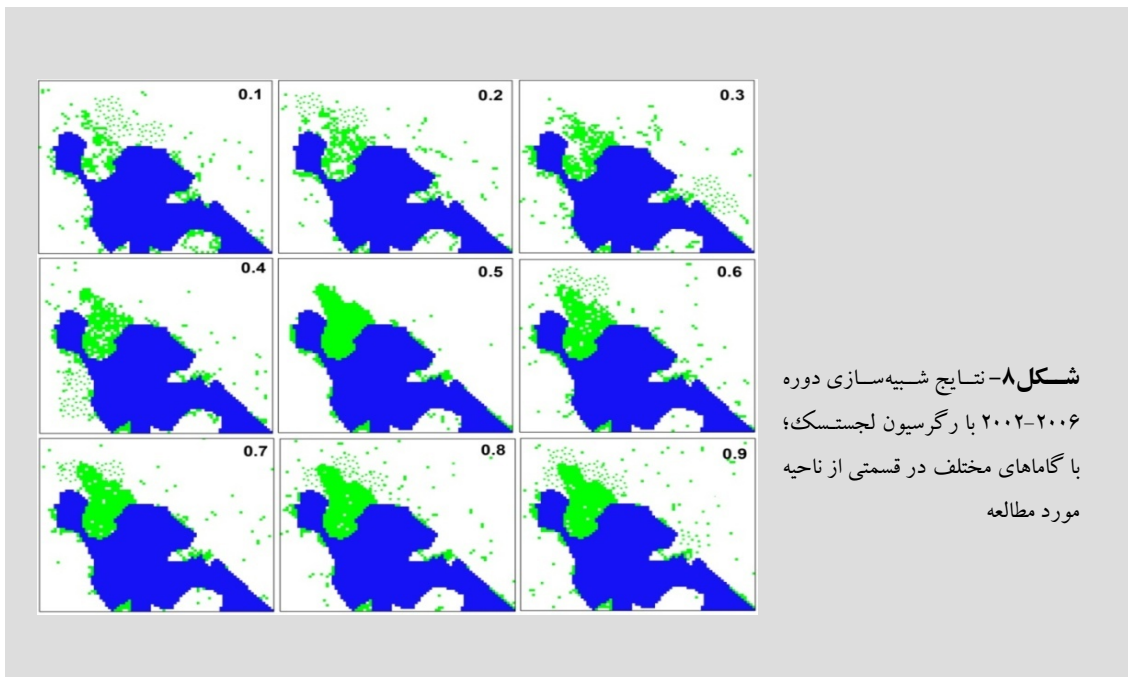 0.1
0.2
0.3
0.4
0.5
0.6
0.7
0.8
0.9
شکل۸- نتایج شبیه‌سازی دوره
۲۰۰۲-۲۰۰۶ با رگرسیون لجستسک؛
با گاماهای مختلف در قسمتی از ناحیه
مورد مطالعه